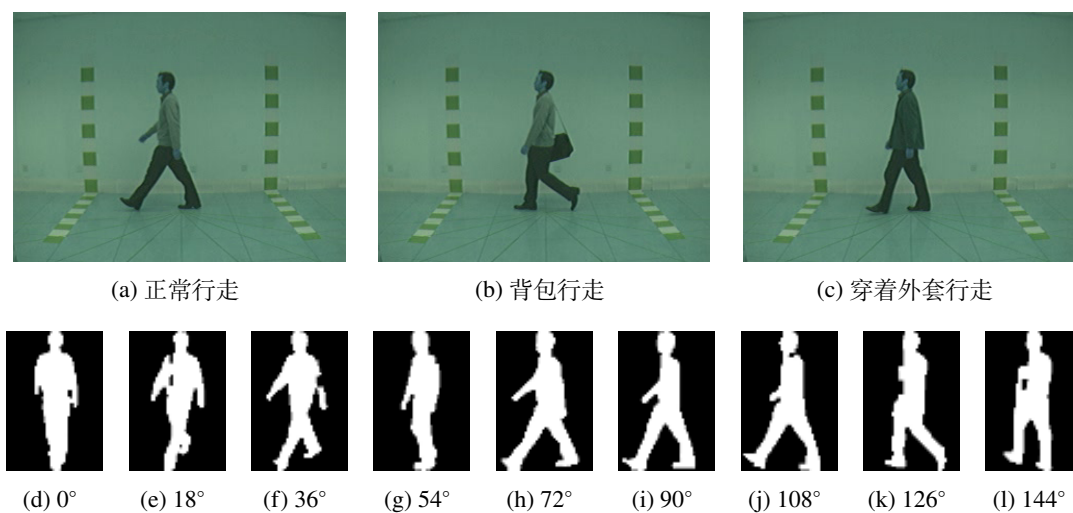 (a) 正常行走 (b) 背包行走 (c) 穿着外套行走
(d) 0° (e) 18° (f) 36° (g) 54° (h) 72° (i) 90° (j) 108° (k) 126° (l) 144°